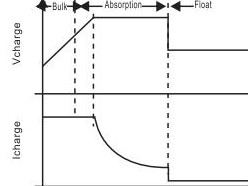 Bulk Absorption Float
Vcharge
Icharge